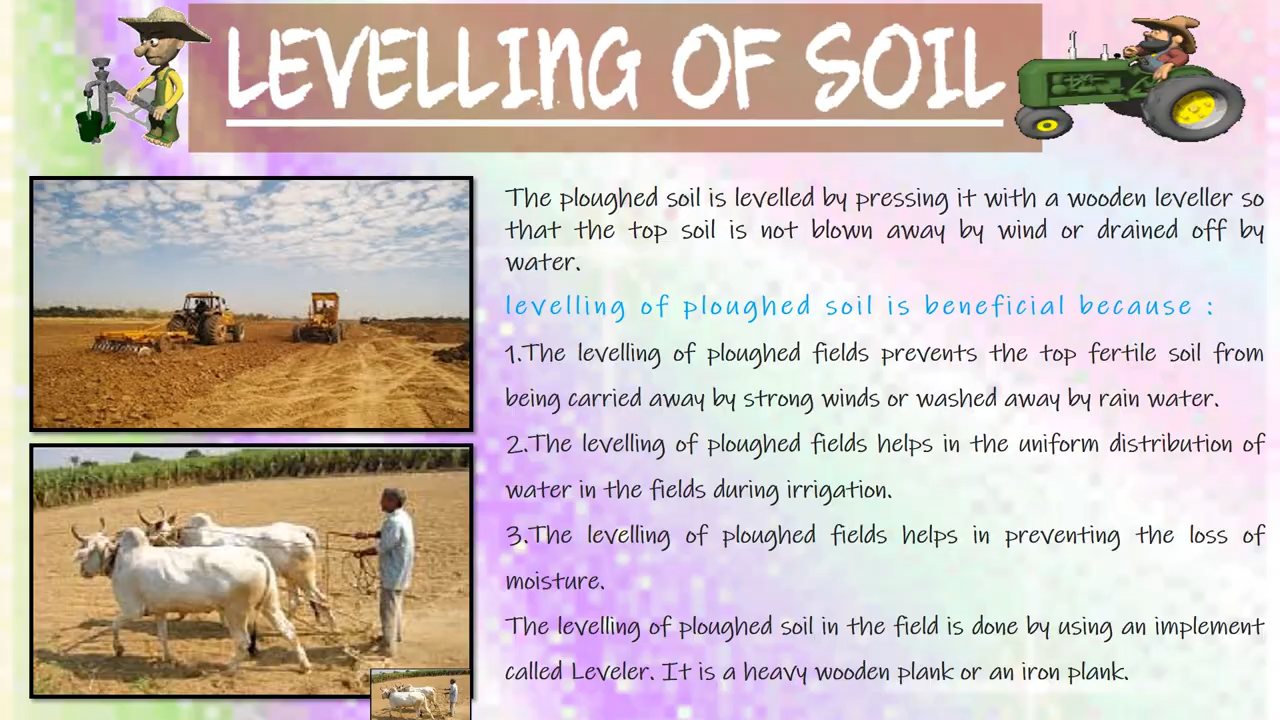 LEVELLING OF SOIL
The ploughed soil is levelled by pressing it with a wooden leveller so
that the top soil is not blown away by wind or drained off by
water.
levelling of ploughed soil is beneficial because :
1.The levelling of ploughed fields prevents the top fertile soil from
being carried away by strong winds or washed away by rain water.
2.The levelling of ploughed fields helps in the uniform distribution of
water in the fields during irrigation.
3.The levelling of ploughed fields helps in preventing the loss of
moisture.
The levelling of ploughed soil in the field is done by using an implement
called Leveler. It is a heavy wooden plank or an iron plank.